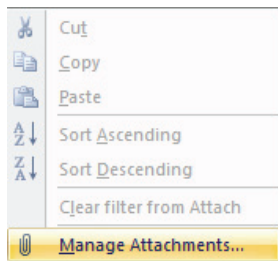 Cut
Copy
Paste
Sort Ascending
Sort Descending
Clear filter from Attach
Manage Attachments...